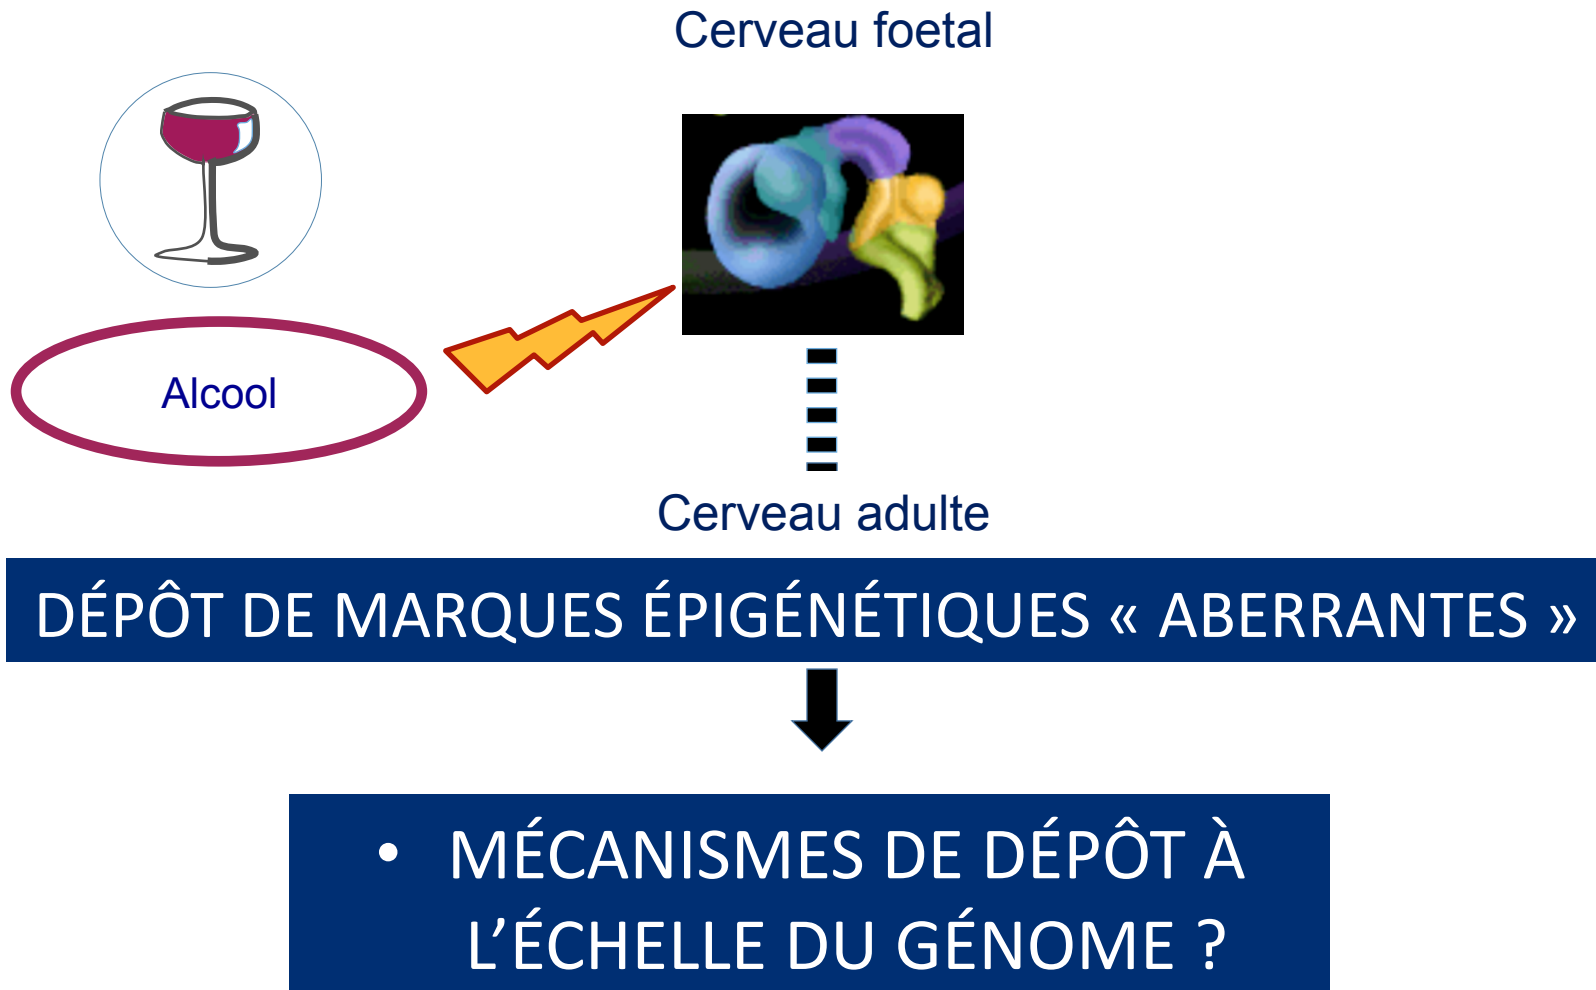 Cerveau foetal
Alcool
Cerveau adulte
DÉPÔT DE MARQUES ÉPIGÉNÉTIQUES « ABERRANTES »
• MÉCANISMES DE DÉPÔT À
L’ÉCHELLE DU GÉNOME ?